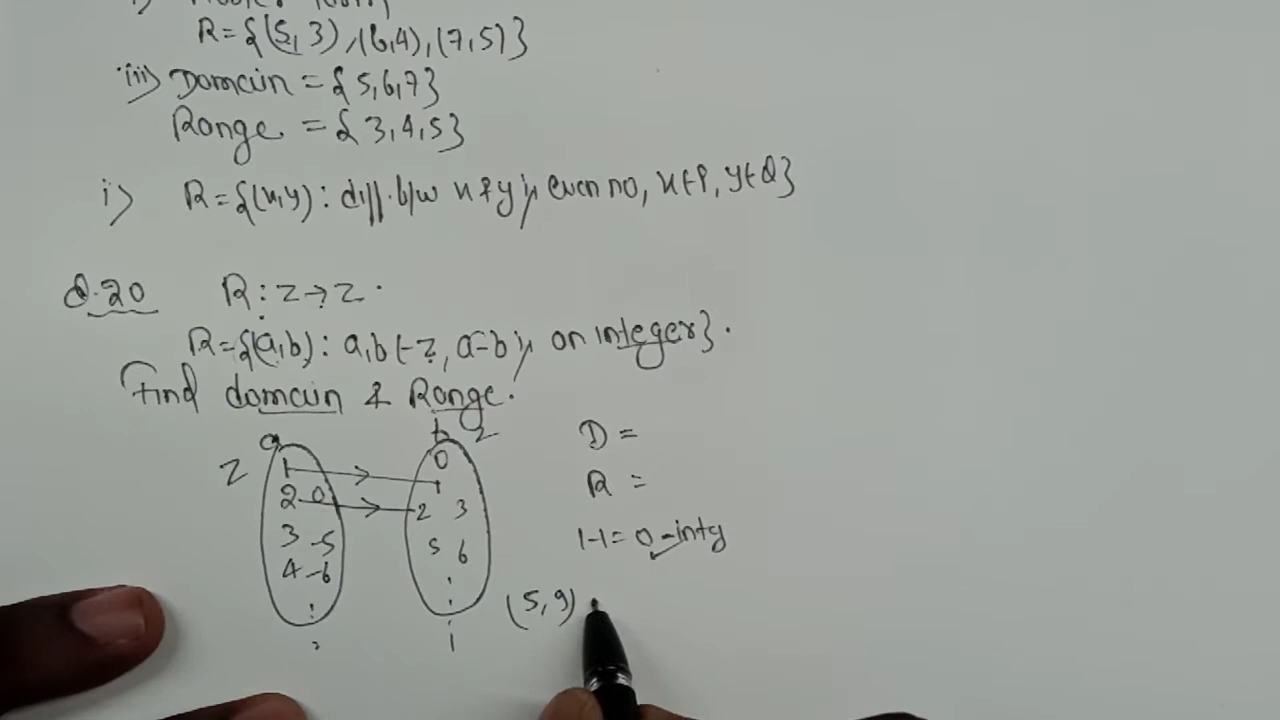 R={(5,3),(6,4),(7,5)}
iii) Domain = {5,6,7}
Range = {3,4,5}
i) R={(x,y): diff. b/w x & y is even no, x∈P, y∈Q}
Q.20 R:Z→Z.
R={(a,b): a,b∈Z, a-b is an integer}.
Find domain & Range.
a b Z
Z 1 0 D =
1
2 0 2 3 R =
3 -5 5 6 1-1=0-intg
4 -6
(5,9)